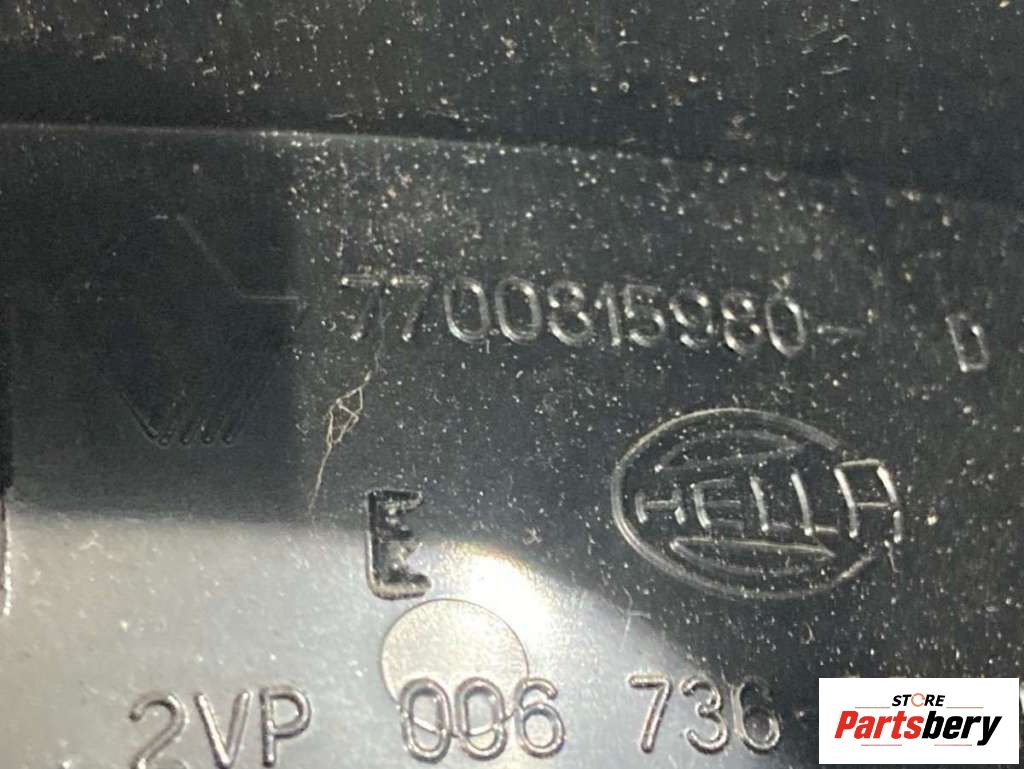 7700815980- D
HELLA
E
2VP 006 736-
STORE
Partsbery